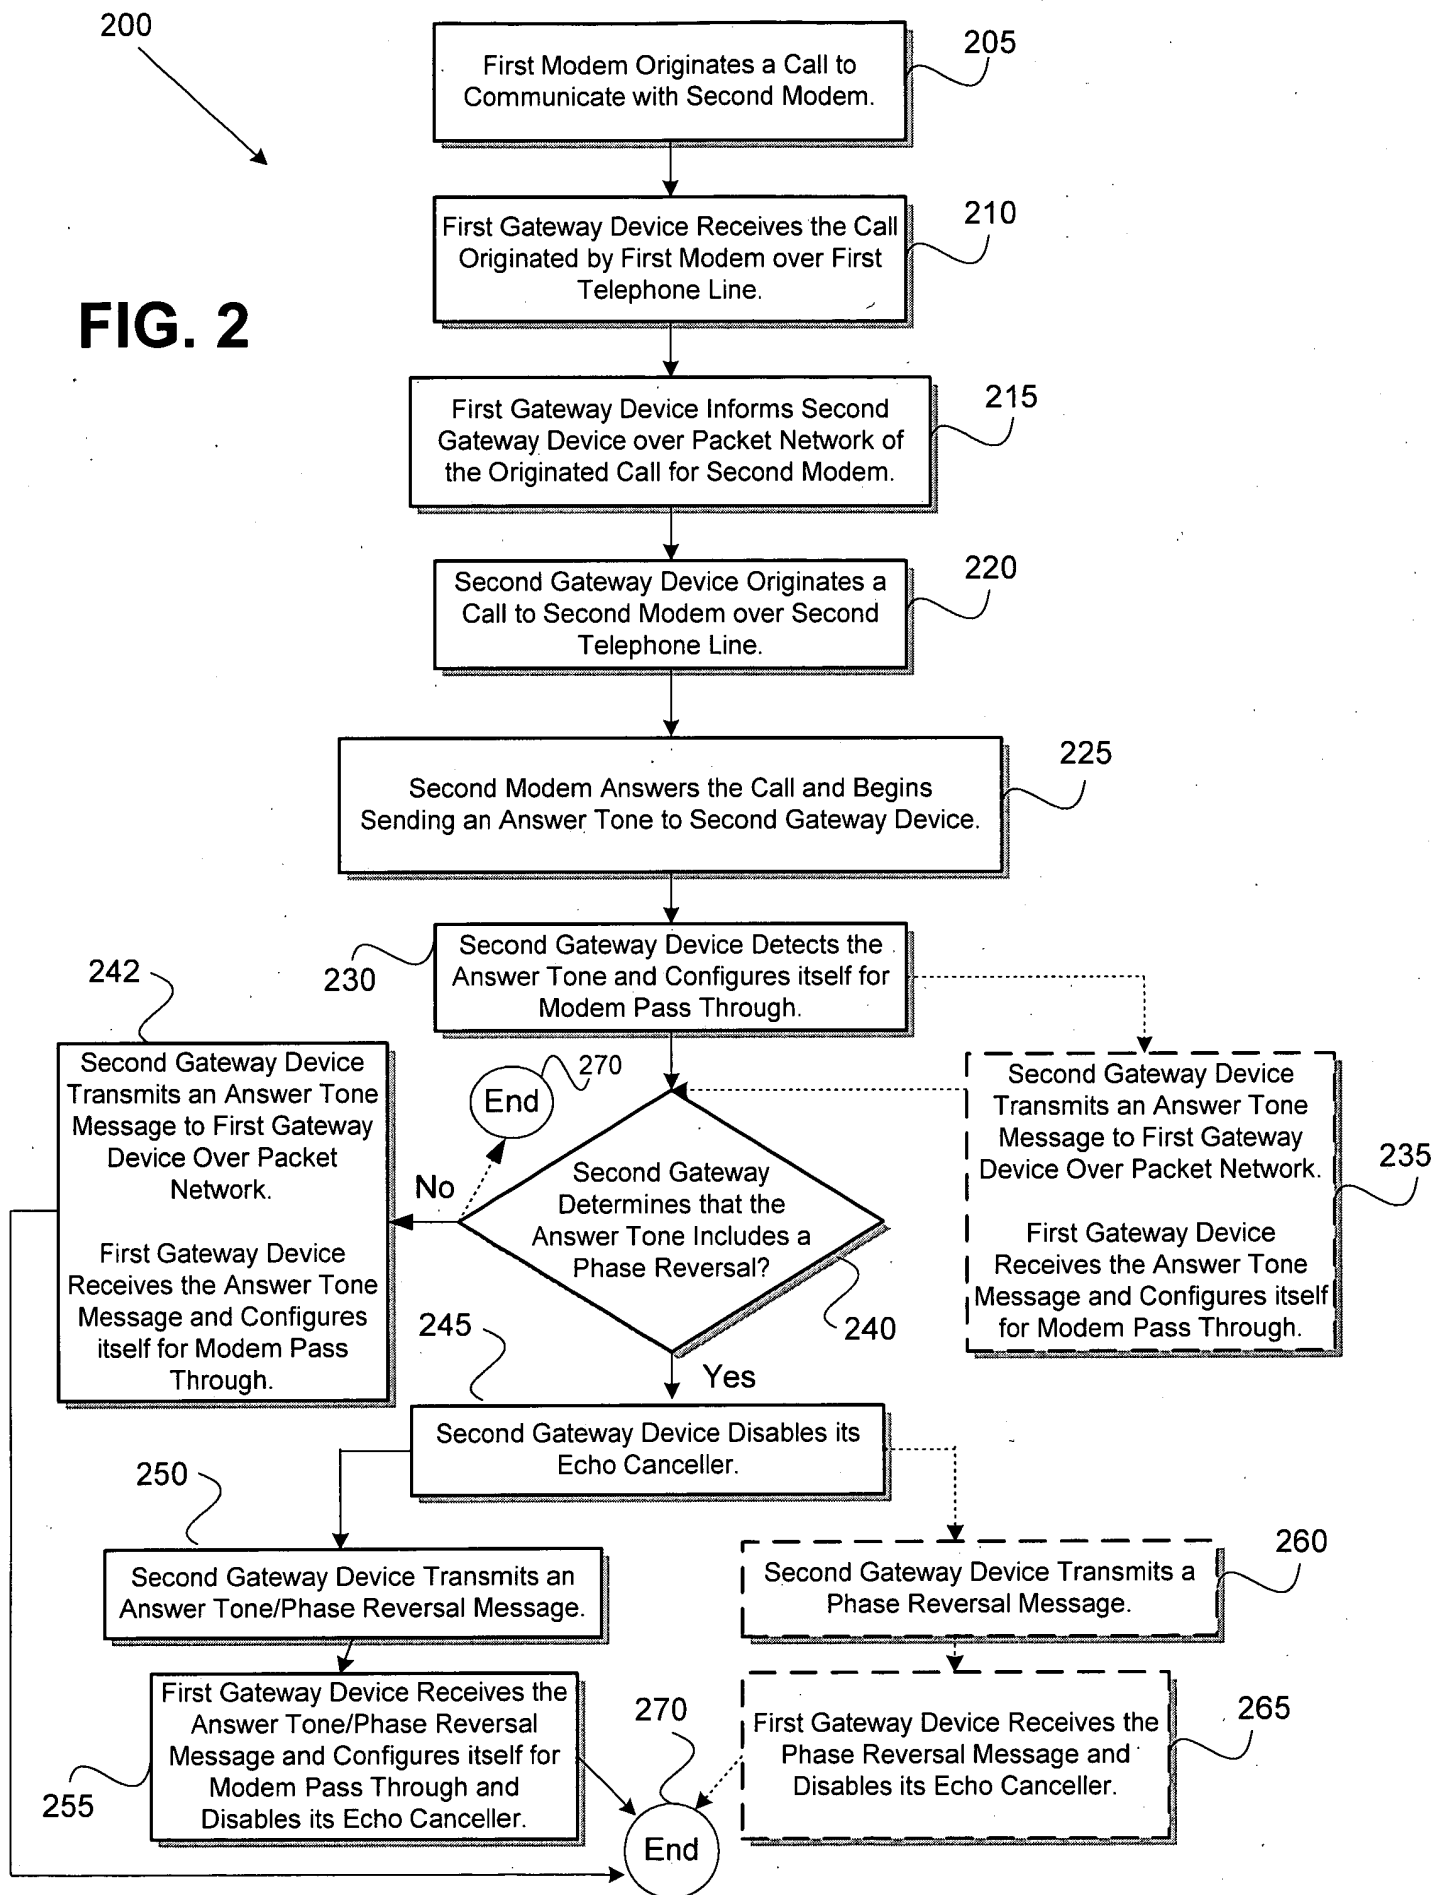 200
205
First Modem Originates a Call to
Communicate with Second Modem.
210
First Gateway Device Receives the Call
Originated by First Modem over First
Telephone Line.
FIG. 2
215
First Gateway Device Informs Second
Gateway Device over Packet Network of
the Originated Call for Second Modem.
220
Second Gateway Device Originates a
Call to Second Modem over Second
Telephone Line.
225
Second Modem Answers the Call and Begins
Sending an Answer Tone to Second Gateway Device.
230
Second Gateway Device Detects the
Answer Tone and Configures itself for
Modem Pass Through.
242
Second Gateway Device
Transmits an Answer Tone
Message to First Gateway
Device Over Packet
Network.
First Gateway Device
Receives the Answer Tone
Message and Configures
itself for Modem Pass
Through.
270
End
No
Second Gateway
Determines that the
Answer Tone Includes a
Phase Reversal?
240
Second Gateway Device
Transmits an Answer Tone
Message to First Gateway
Device Over Packet Network.
First Gateway Device
Receives the Answer Tone
Message and Configures itself
for Modem Pass Through.
235
245
Yes
Second Gateway Device Disables its
Echo Canceller.
250
Second Gateway Device Transmits an
Answer Tone/Phase Reversal Message.
260
Second Gateway Device Transmits a
Phase Reversal Message.
255
First Gateway Device Receives the
Answer Tone/Phase Reversal
Message and Configures itself for
Modem Pass Through and
Disables its Echo Canceller.
270
End
265
First Gateway Device Receives the
Phase Reversal Message and
Disables its Echo Canceller.